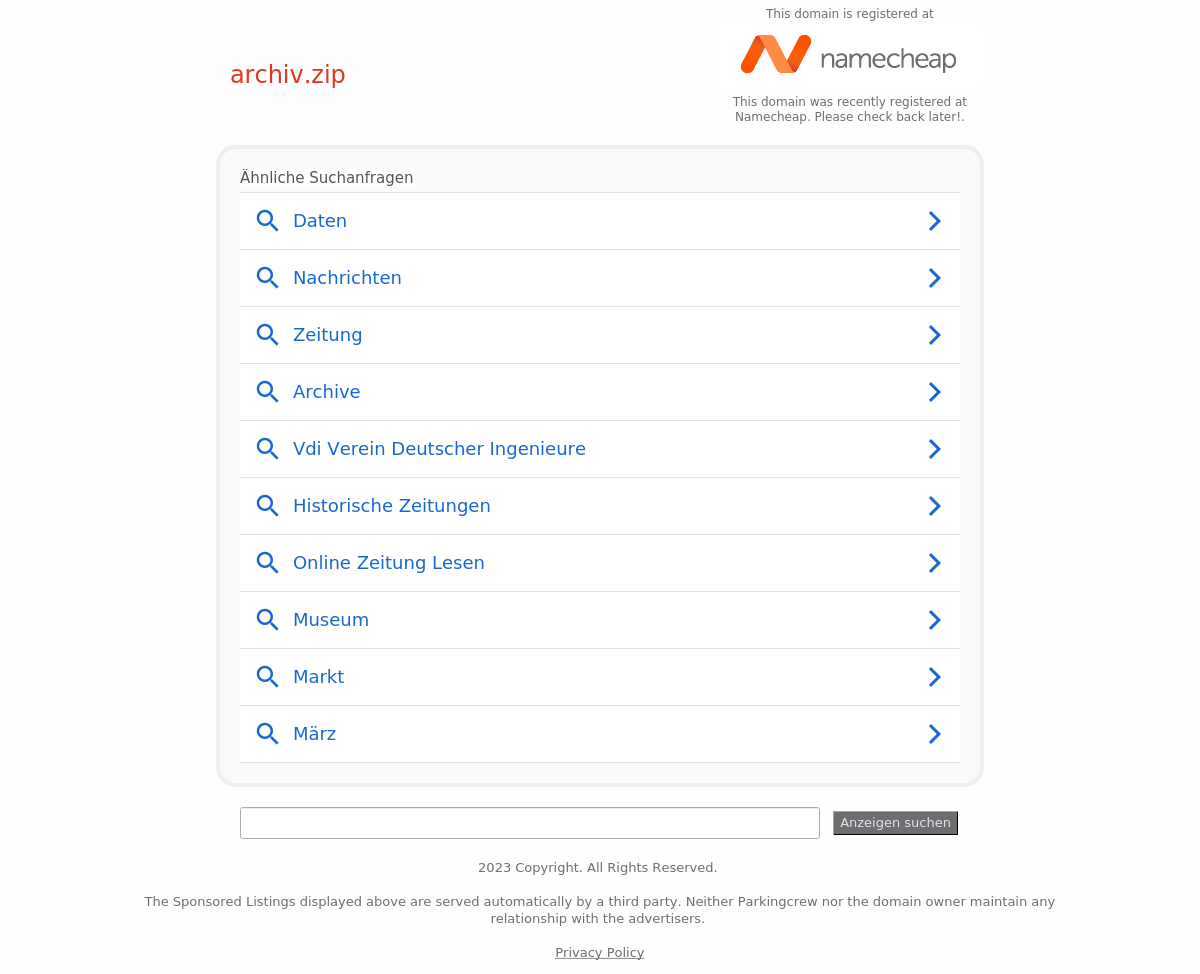 This domain is registered at
namecheap
archiv.zip
This domain was recently registered at
Namecheap. Please check back later!.
Ähnliche Suchanfragen
Daten
Nachrichten
Zeitung
Archive
Vdi Verein Deutscher Ingenieure
Historische Zeitungen
Online Zeitung Lesen
Museum
Markt
März
Anzeigen suchen
2023 Copyright. All Rights Reserved.
The Sponsored Listings displayed above are served automatically by a third party. Neither Parkingcrew nor the domain owner maintain any
relationship with the advertisers.
Privacy Policy